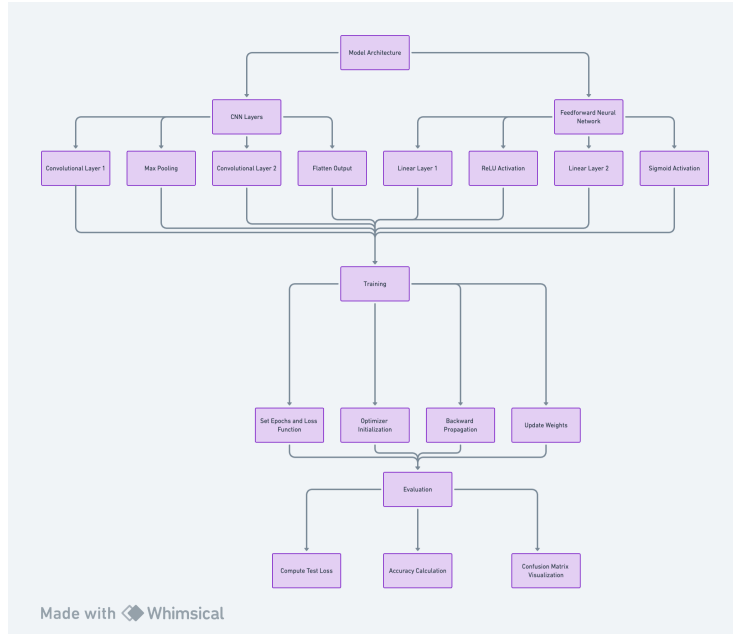 Model Architecture
CNN Layers
Feedforward Neural
Network
Convolutional Layer 1
Max Pooling
Convolutional Layer 2
Flatten Output
Linear Layer 1
ReLU Activation
Linear Layer 2
Sigmoid Activation
Training
Set Epochs and Loss
Function
Optimizer
Initialization
Backward
Propagation
Update Weights
Evaluation
Compute Test Loss
Accuracy Calculation
Confusion Matrix
Visualization
Made with Whimsical